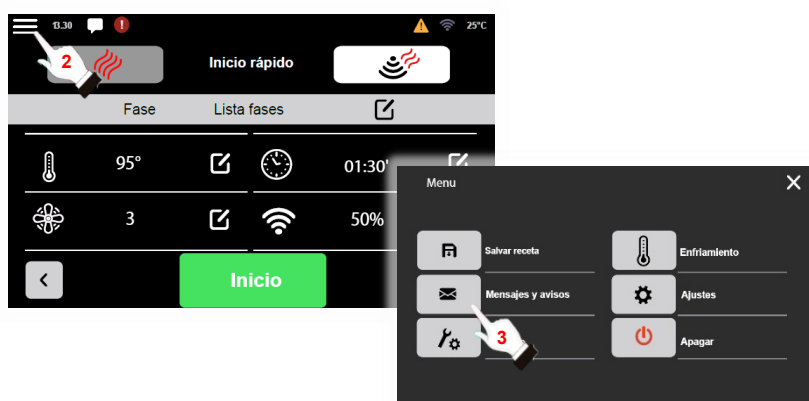 13.30 25°C
2
Inicio rápido
Fase Lista fases
95° 01:30'
3 50%
Inicio
Menu
Salvar receta Enfriamiento
Mensajes y avisos Ajustes
3 Apagar